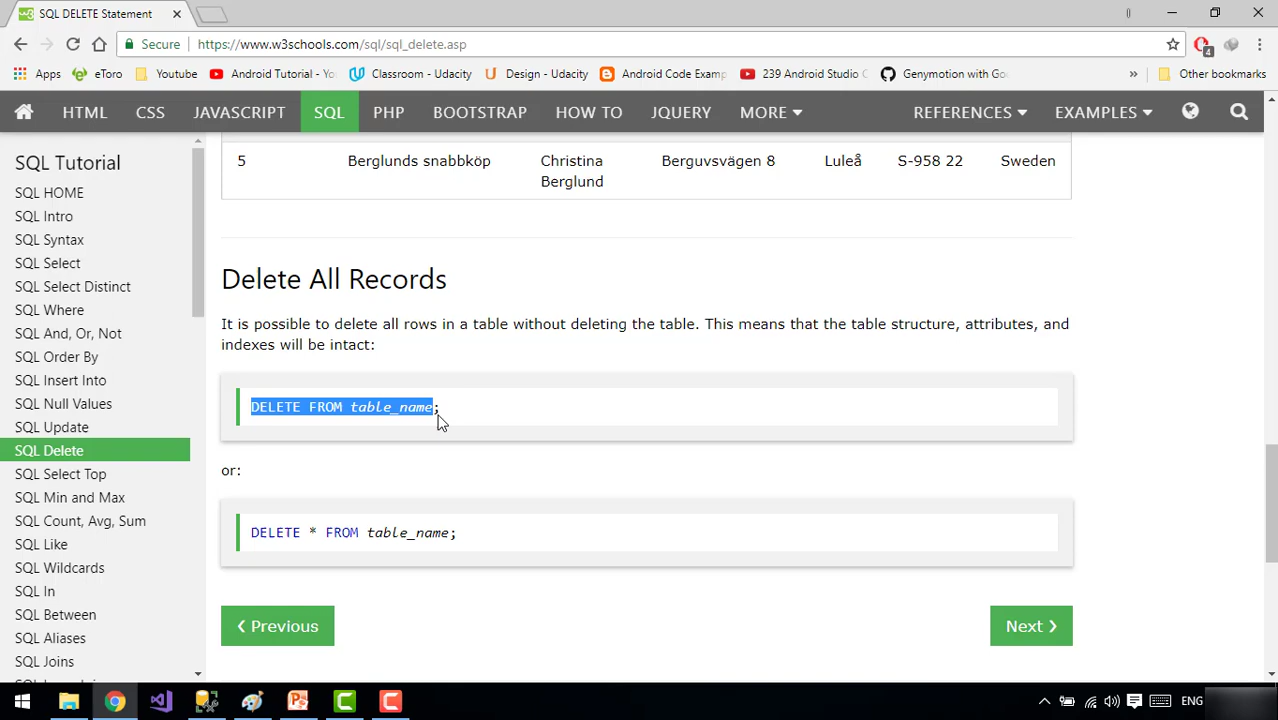 SQL DELETE Statement
Secure
https://www.w3schools.com/sql/sql_delete.asp
4
Apps
eToro
Youtube
Android Tutorial - Yo
Classroom - Udacity
Design - Udacity
Android Code Examp
239 Android Studio
Genymotion with Go
»
Other bookmarks
HTML
CSS
JAVASCRIPT
SQL
PHP
BOOTSTRAP
HOW TO
JQUERY
MORE
REFERENCES
EXAMPLES
SQL Tutorial
SQL HOME
SQL Intro
SQL Syntax
SQL Select
SQL Select Distinct
SQL Where
SQL And, Or, Not
SQL Order By
SQL Insert Into
SQL Null Values
SQL Update
SQL Delete
SQL Select Top
SQL Min and Max
SQL Count, Avg, Sum
SQL Like
SQL Wildcards
SQL In
SQL Between
SQL Aliases
SQL Joins
5 Berglunds snabbköp Christina Berguvsvägen 8 Luleå S-958 22 Sweden
Berglund
Delete All Records
It is possible to delete all rows in a table without deleting the table. This means that the table structure, attributes, and
indexes will be intact:
DELETE FROM table_name;
or:
DELETE * FROM table_name;
❮ Previous
Next ❯
ENG